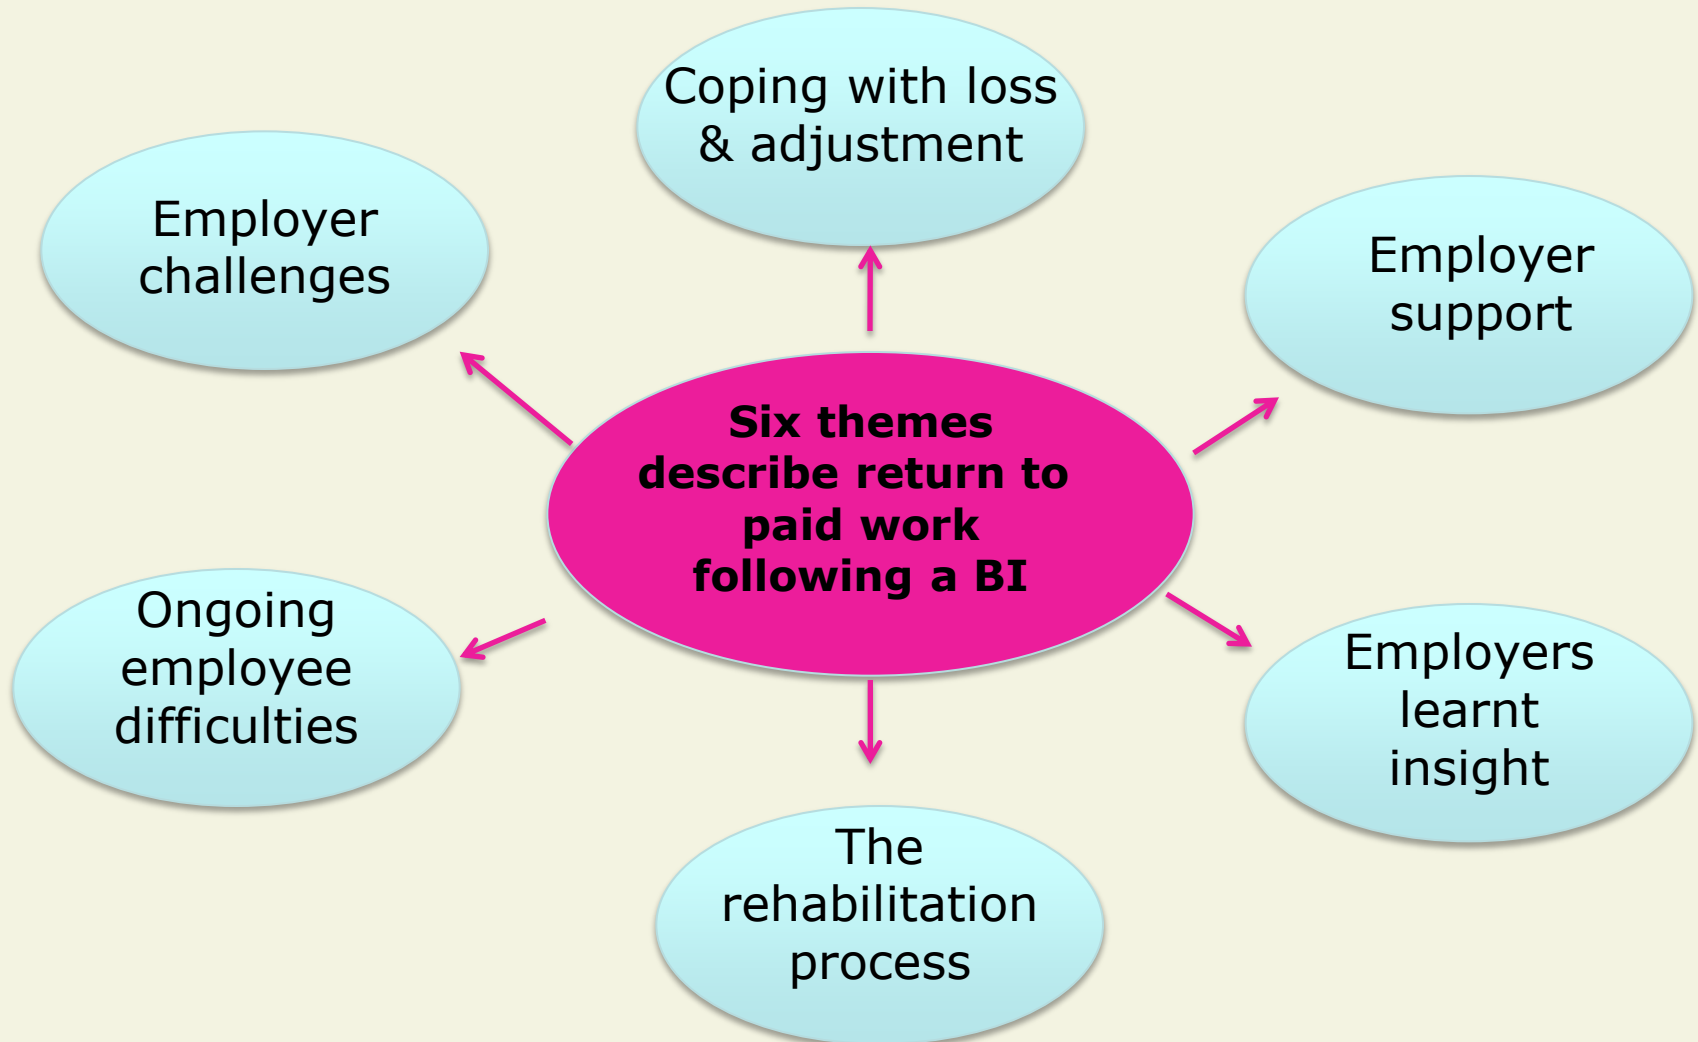 Coping with loss
& adjustment
Employer
challenges
Employer
support
Six themes
describe return to
paid work
following a BI
Ongoing
employee
difficulties
Employers
learnt
insight
The
rehabilitation
process